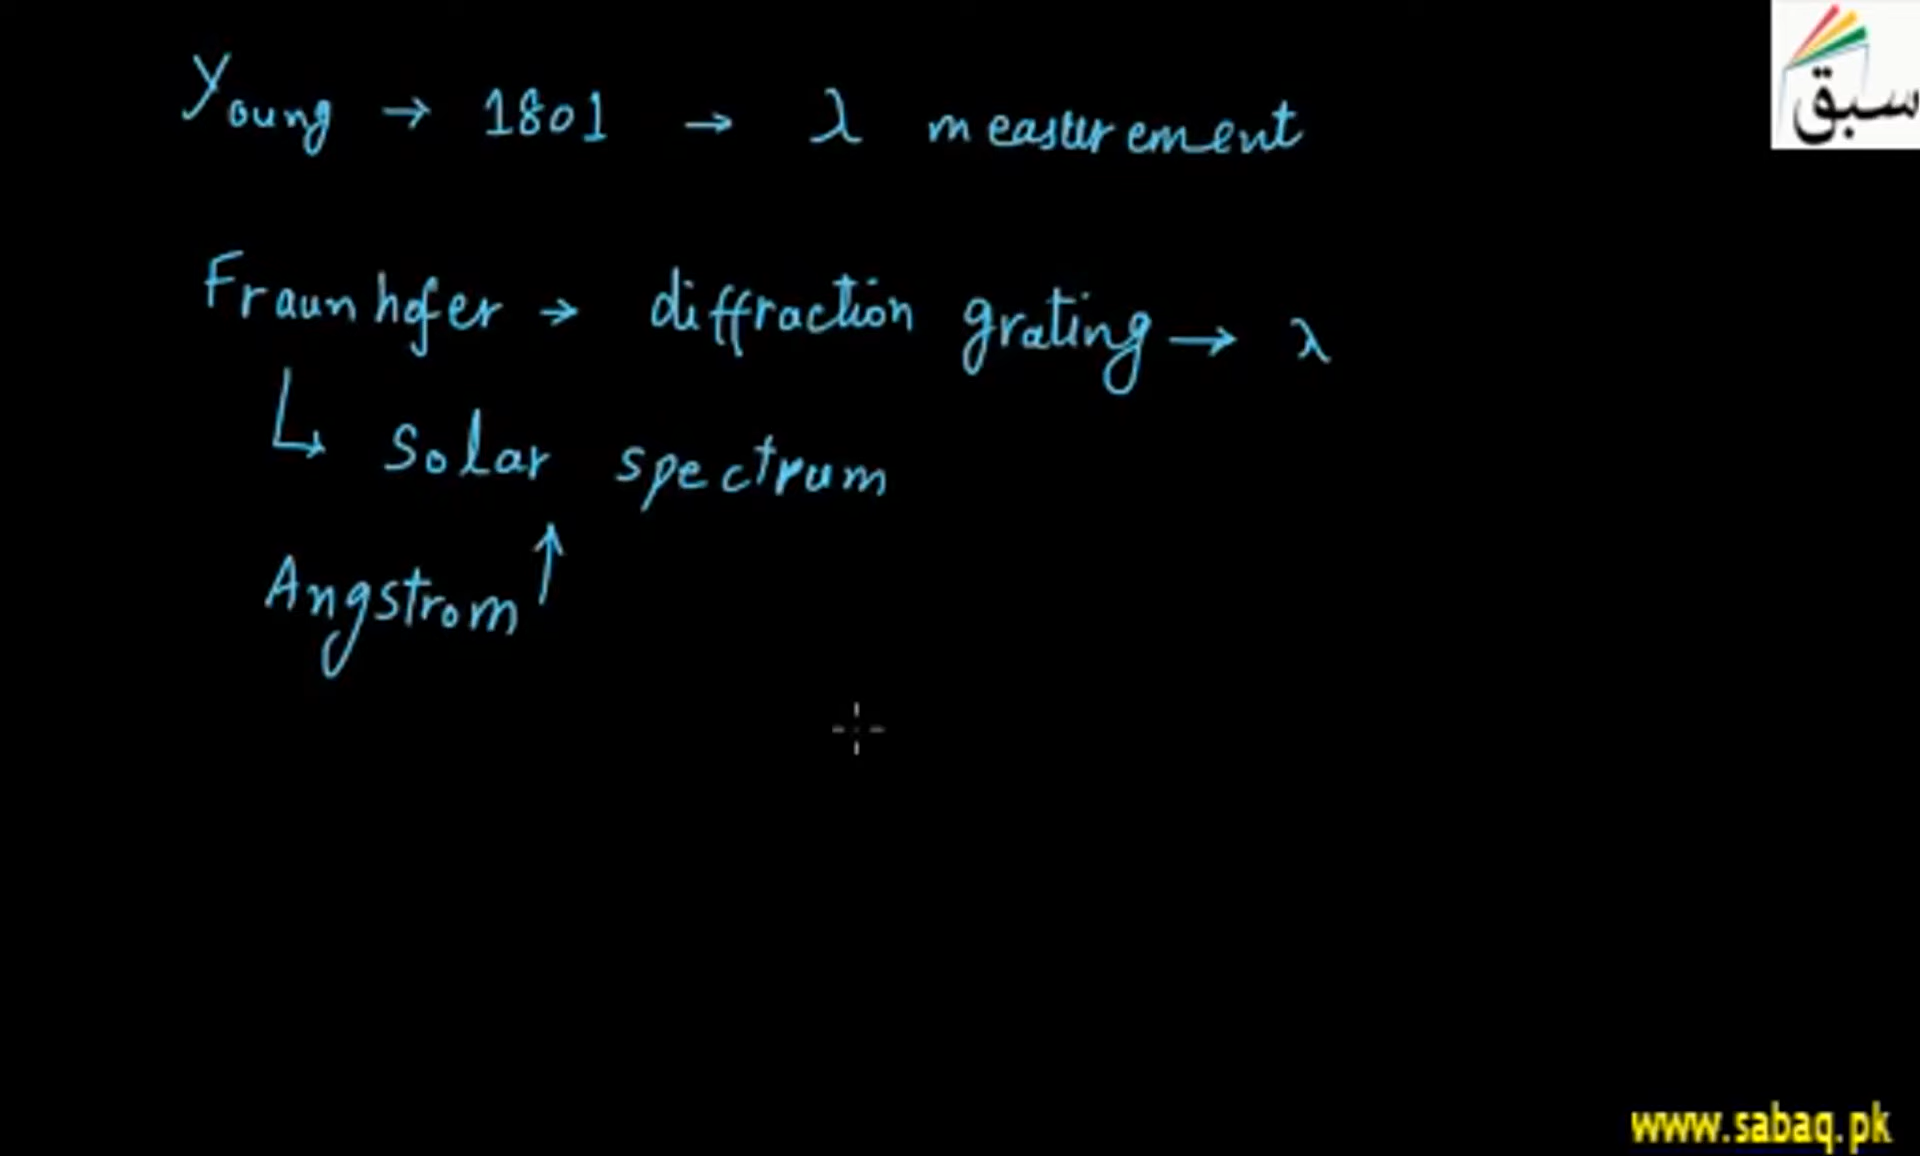 Young → 1801 → λ measurement
سبق
Fraunhofer → diffraction grating → λ
↳ Solar spectrum
Angstrom ↑
www.sabaq.pk